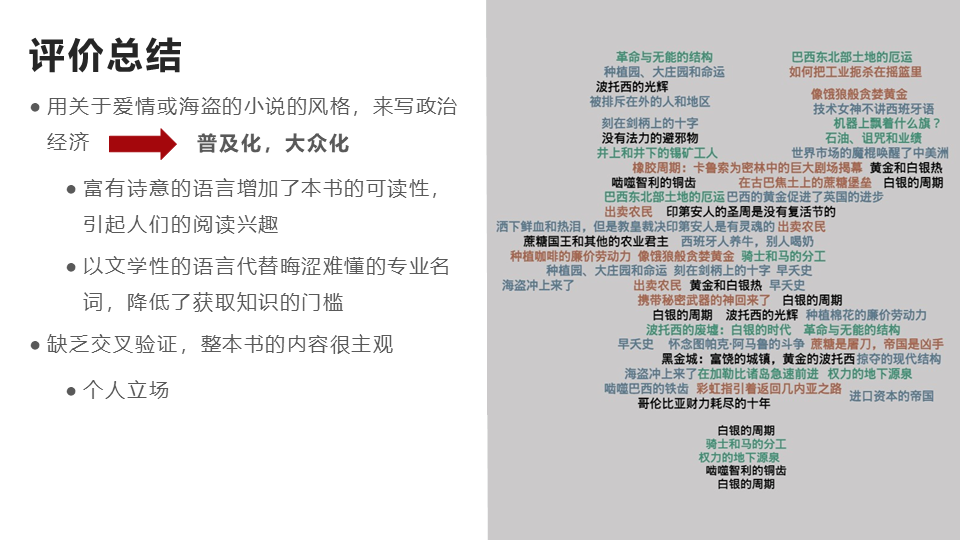 评价总结
● 用关于爱情或海盗的小说的风格，来写政治
经济 普及化，大众化
● 富有诗意的语言增加了本书的可读性，
引起人们的阅读兴趣
● 以文学性的语言代替晦涩难懂的专业名
词，降低了获取知识的门槛
● 缺乏交叉验证，整本书的内容很主观
● 个人立场
革命与无能的结构 巴西东北部土地的厄运
种植园、大庄园和命运 如何把工业扼杀在摇篮里
波托西的光辉
像饿狼般贪婪黄金
被排斥在外的人和地区
技术女神不讲西班牙语
刻在剑柄上的十字 机器上飘着什么旗？
没有法力的避邪物 石油、诅咒和业绩
井上和井下的锡矿工人 世界市场的魔棍唤醒了中美洲
橡胶周期：卡鲁索为密林中的巨大剧场揭幕 黄金和白银热
啮噬智利的铜齿 在古巴焦土上的蔗糖堡垒 白银的周期
巴西东北部土地的厄运 巴西的黄金促进了英国的进步
出卖农民 印第安人的圣周是没有复活节的
洒下鲜血和热泪，但是教皇裁决印第安人是有灵魂的 出卖农民
蔗糖国王和其他的农业君主 西班牙人养牛，别人喝奶
种植咖啡的廉价劳动力 像饿狼般贪婪黄金 骑士和马的分工
种植园、大庄园和命运 刻在剑柄上的十字 早夭史
海盗冲上来了 出卖农民 黄金和白银热 早夭史
携带秘密武器的神回来了 白银的周期
白银的周期 波托西的光辉 种植棉花的廉价劳动力
波托西的废墟：白银的时代 革命与无能的结构
早夭史 怀念图帕克·阿马鲁的斗争 蔗糖是屠刀，帝国是凶手
黑金城：富饶的城镇，黄金的波托西 掠夺的现代结构
海盗冲上来了 在加勒比诸岛急速前进 权力的地下源泉
啮噬巴西的铁齿 彩虹指引着返回几内亚之路
进口资本的帝国
哥伦比亚财力耗尽的十年
白银的周期
骑士和马的分工
权力的地下源泉
啮噬智利的铜齿
白银的周期